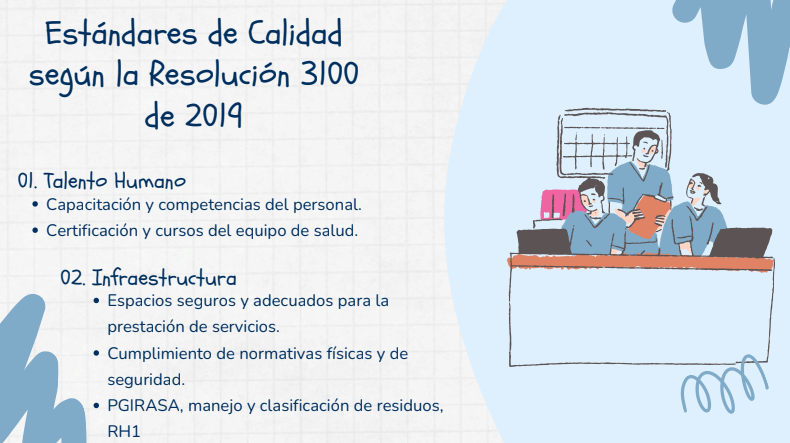 Estándares de Calidad
según la Resolución 3100
de 2019
01. Talento Humano
• Capacitación y competencias del personal.
• Certificación y cursos del equipo de salud.
02. Infraestructura
• Espacios seguros y adecuados para la
prestación de servicios.
• Cumplimiento de normativas físicas y de
seguridad.
• PGIRASA, manejo y clasificación de residuos,
RH1